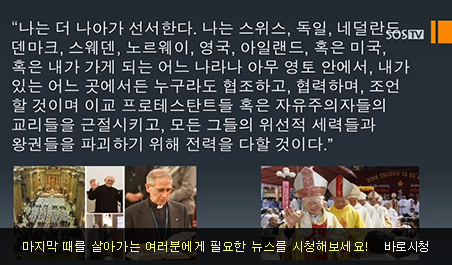 “나는 더 나아가 선서한다. 나는 스위스, 독일, 네덜란드,
덴마크, 스웨덴, 노르웨이, 영국, 아일랜드, 혹은 미국,
SOSTV
혹은 내가 가게 되는 어느 나라나 아무 영토 안에서, 내가
있는 어느 곳에서든 누구라도 협조하고, 협력하며, 조언
할 것이며 이교 프로테스탄트들 혹은 자유주의자들의
교리들을 근절시키고, 모든 그들의 위선적 세력들과
왕권들을 파괴하기 위해 전력을 다할 것이다.”
마지막 때를 살아가는 여러분에게 필요한 뉴스를 시청해보세요! 바로시청